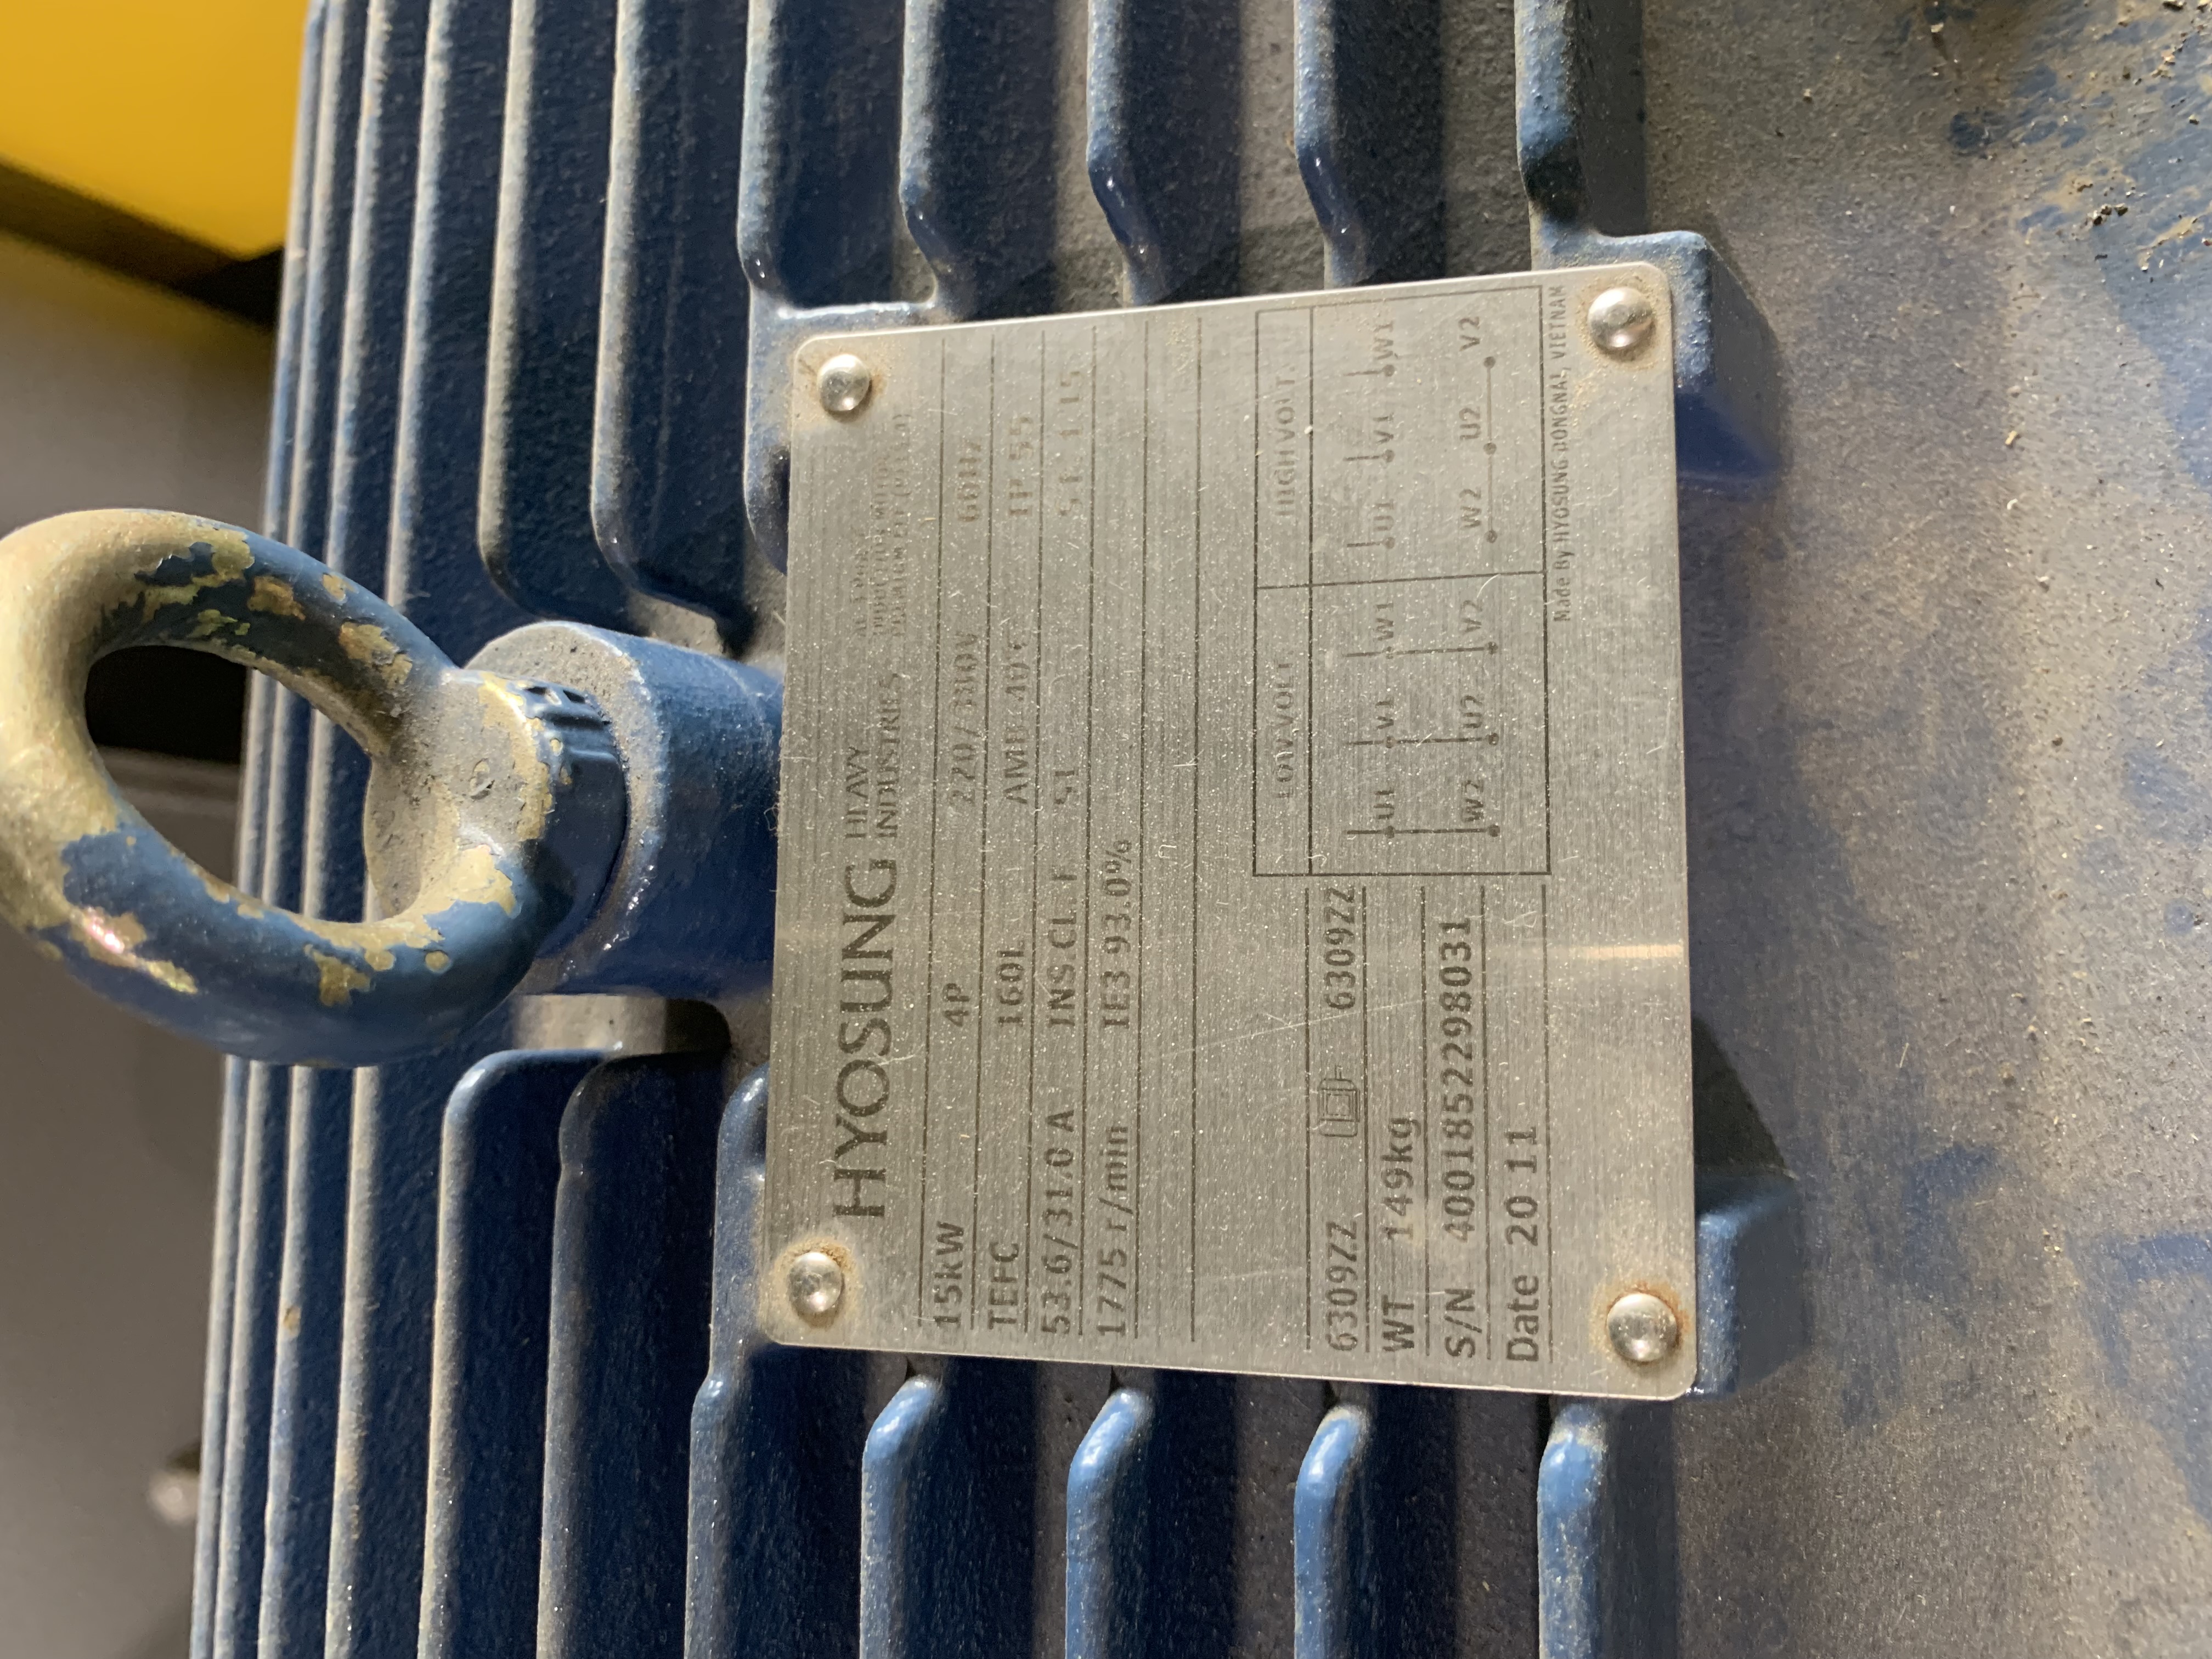 HYOSUNG HEAVY INDUSTRIES
15kW 4P 220/380V 60Hz
TEFC 160L AMB 40°C IP 55
53.6/31.0 A INS.CL. F S1 SF 1.15
1775 r/min IE3 93.0%
6309ZZ 6309ZZ
WT 149kg
S/N 4001852298031
Date 20 11
LOW VOLT. HIGH VOLT.
U1 V1 W1 U1 V1 W1
W2 U2 V2 W2 U2 V2
Made By HYOSUNG DONGNAI, VIETNAM